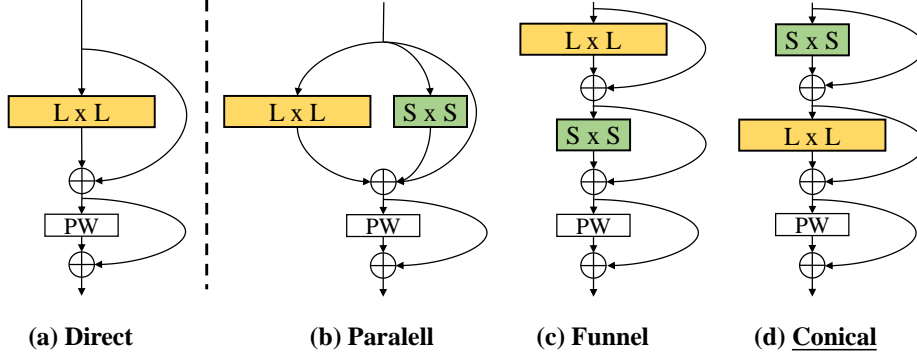 L x L
PW
(a) Direct
L x L
S x S
PW
(b) Paralell
L x L
S x S
PW
(c) Funnel
S x S
L x L
PW
(d) Conical